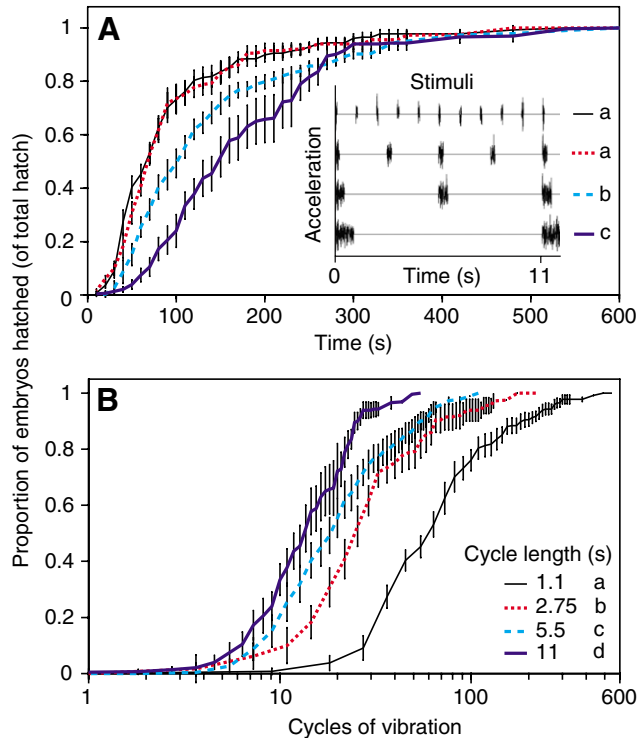 Proportion of embryos hatched (of total hatch)
A
1
0.8
0.6
0.4
0.2
0
0 100 200 300 400 500 600
Time (s)
Stimuli
Acceleration
a
a
b
c
0 11
Time (s)
B
1
0.8
0.6
0.4
0.2
0
1 10 100 600
Cycles of vibration
Cycle length (s)
1.1 a
2.75 b
5.5 c
11 d